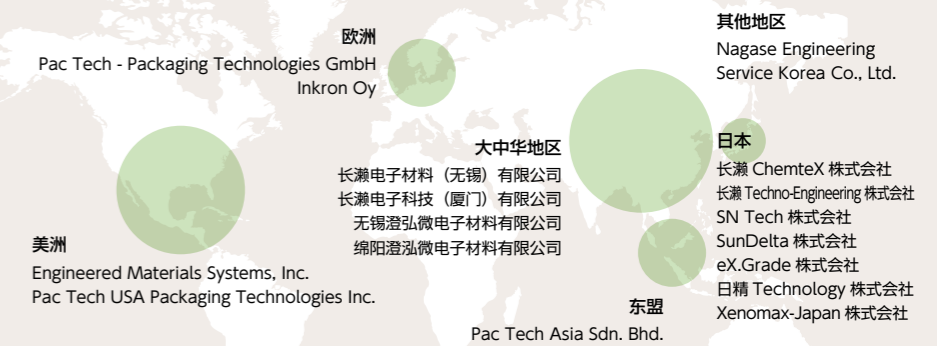 欧洲
Pac Tech - Packaging Technologies GmbH
Inkron Oy
其他地区
Nagase Engineering
Service Korea Co., Ltd.
大中华地区
长濑电子材料（无锡）有限公司
长濑电子科技（厦门）有限公司
无锡澄弘微电子材料有限公司
绵阳澄泓微电子材料有限公司
日本
长濑 ChemteX 株式会社
长濑 Techno-Engineering 株式会社
SN Tech 株式会社
SunDelta 株式会社
eX.Grade 株式会社
日精 Technology 株式会社
Xenomax-Japan 株式会社
美洲
Engineered Materials Systems, Inc.
Pac Tech USA Packaging Technologies Inc.
东盟
Pac Tech Asia Sdn. Bhd.